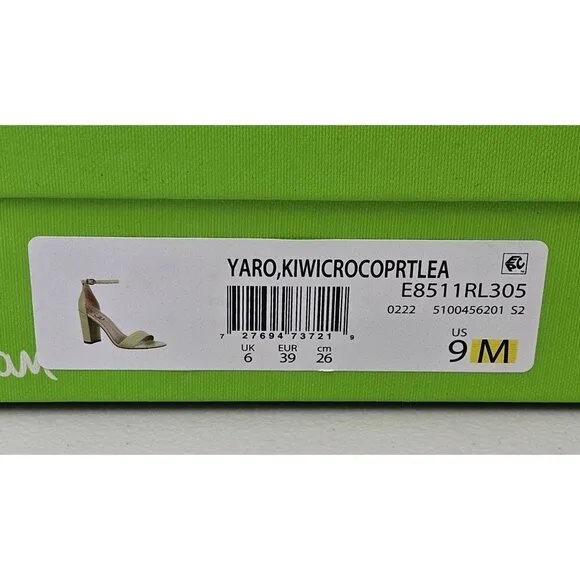 YARO,KIWICROCOPRTLEA
E8511RL305
0222 5100456201 S2
7 27694 73721 9
UK EUR cm US
6 39 26 9 M